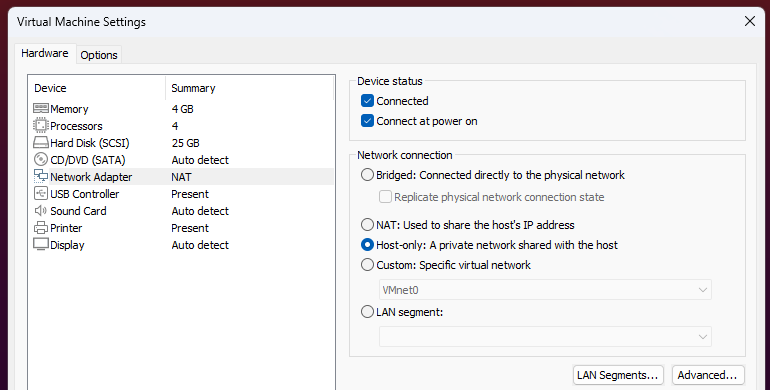 Virtual Machine Settings
Hardware Options
Device Summary
Memory 4 GB
Processors 4
Hard Disk (SCSI) 25 GB
CD/DVD (SATA) Auto detect
Network Adapter NAT
USB Controller Present
Sound Card Auto detect
Printer Present
Display Auto detect
Device status
Connected
Connect at power on
Network connection
Bridged: Connected directly to the physical network
Replicate physical network connection state
NAT: Used to share the host's IP address
Host-only: A private network shared with the host
Custom: Specific virtual network
VMnet0
LAN segment:
LAN Segments... Advanced...